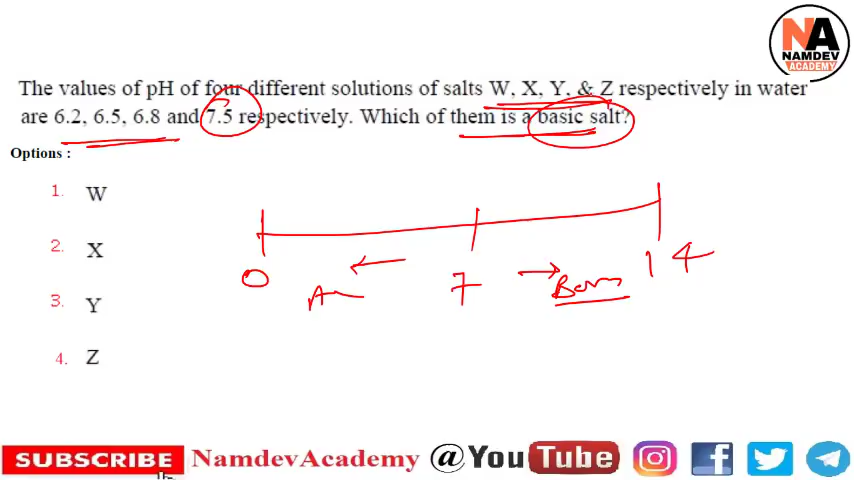 NA
NAMDEV
ACADEMY
The values of pH of four different solutions of salts W, X, Y, & Z respectively in water
are 6.2, 6.5, 6.8 and 7.5 respectively. Which of them is a basic salt?
Options :
1. W
2. X
3. Y
4. Z
0 7 14
SUBSCRIBE NamdevAcademy @YouTube